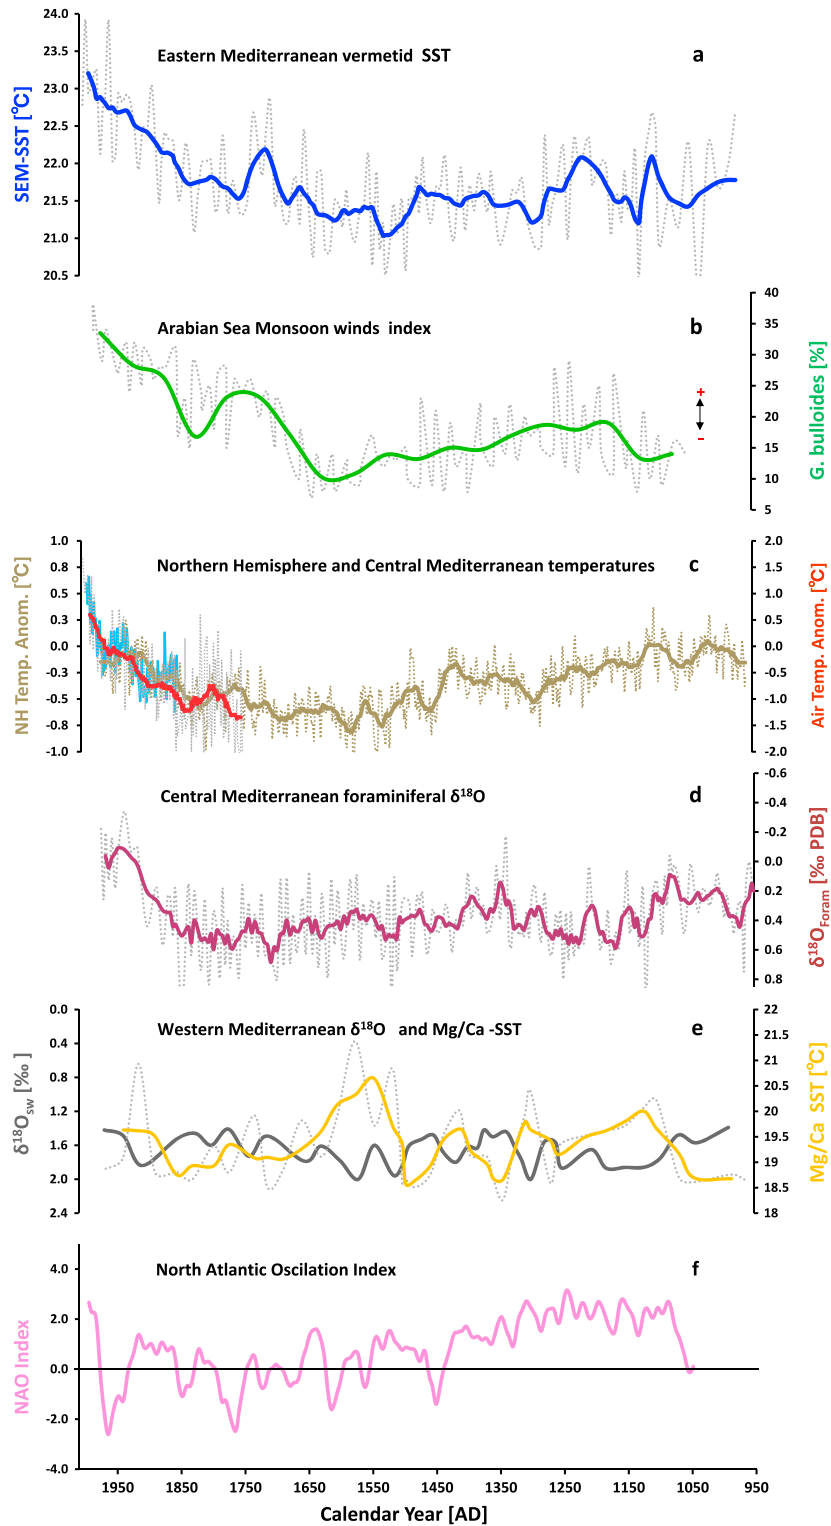 24.0
23.5
23.0
22.5
22.0
21.5
21.0
20.5
SEM-SST [℃]
Eastern Mediterranean vermetid SST
a
Arabian Sea Monsoon winds index
b
40
35
30
25
20
15
10
5
G. bulloides [%]
+
-
1.0
0.8
0.5
0.3
0.0
-0.3
-0.5
-0.8
-1.0
NH Temp. Anom. [℃]
Northern Hemisphere and Central Mediterranean temperatures
c
2.0
1.5
1.0
0.5
0.0
-0.5
-1.0
-1.5
-2.0
Air Temp. Anom. [℃]
Central Mediterranean foraminiferal δ18O
d
-0.6
-0.4
-0.2
0.0
0.2
0.4
0.6
0.8
δ18OForam [‰ PDB]
0.0
0.4
0.8
1.2
1.6
2.0
2.4
δ18Osw [‰ ]
Western Mediterranean δ18O and Mg/Ca -SST
e
22
21.5
21
20.5
20
19.5
19
18.5
18
Mg/Ca SST [℃]
4.0
2.0
0.0
-2.0
-4.0
NAO Index
North Atlantic Oscilation Index
f
1950 1850 1750 1650 1550 1450 1350 1250 1150 1050 950
Calendar Year [AD]